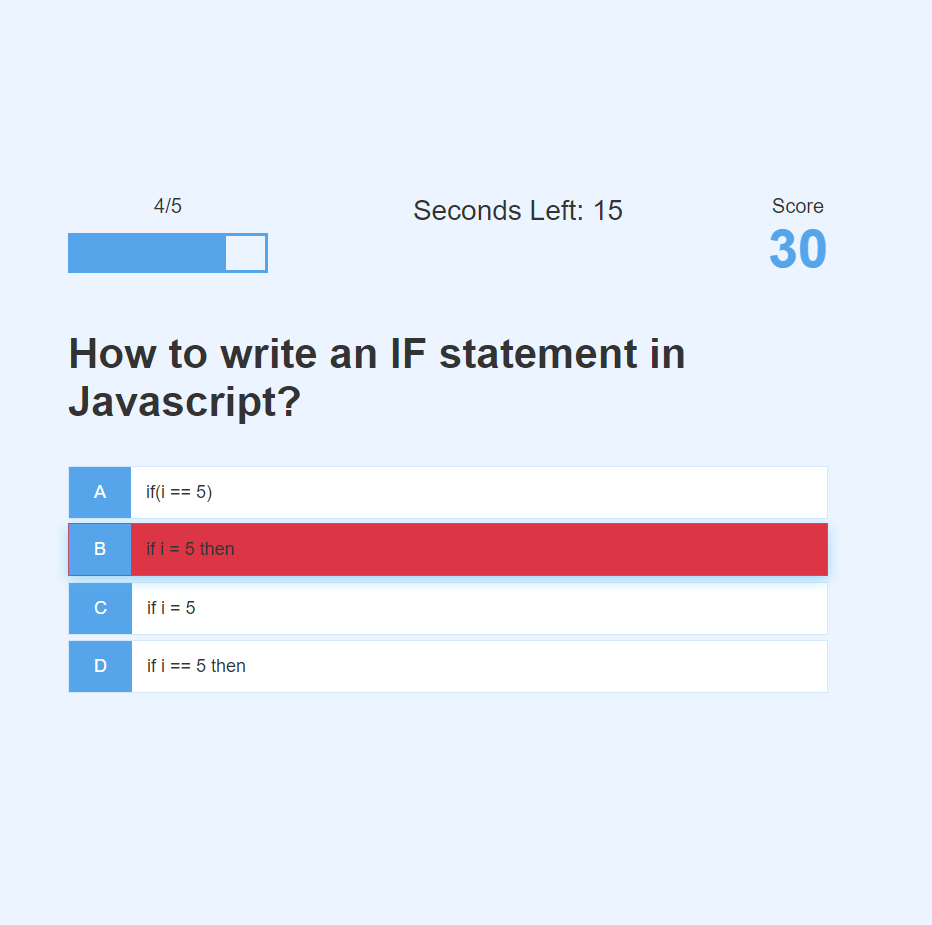 4/5
Seconds Left: 15
Score
30
How to write an IF statement in
Javascript?
A if(i == 5)
B if i = 5 then
C if i = 5
D if i == 5 then